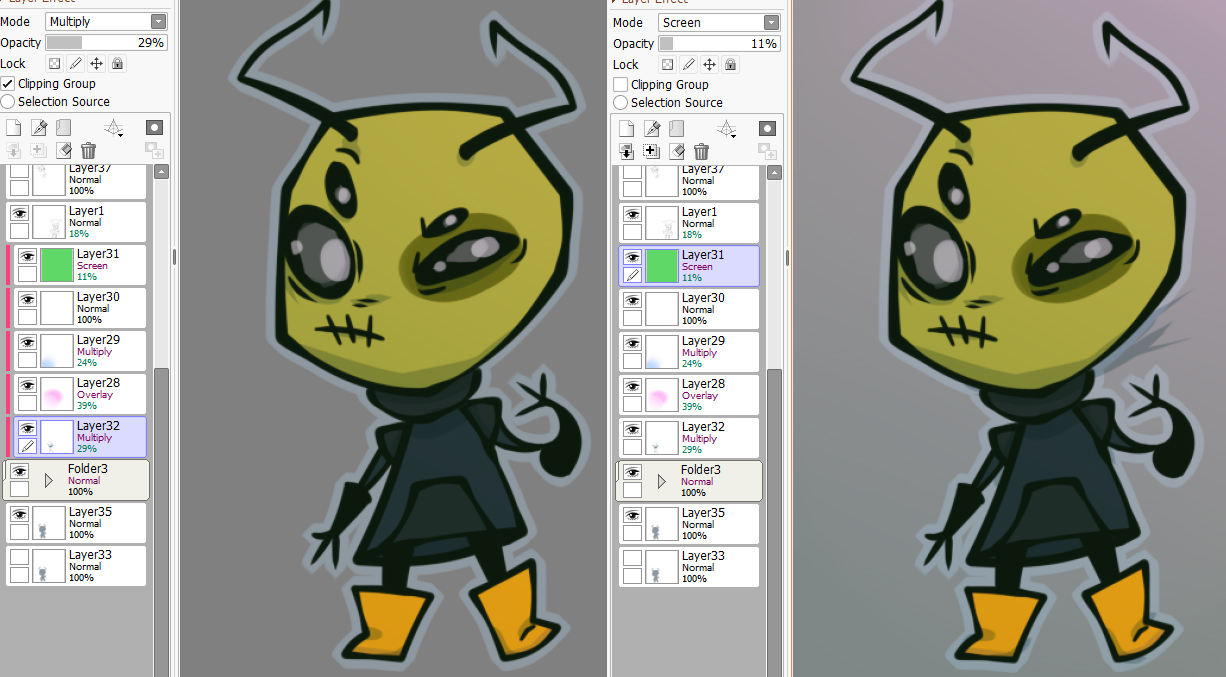 Layer Effect
Mode Multiply
Opacity 29%
Lock
Clipping Group
Selection Source
Layer37
Normal
100%
Layer1
Normal
18%
Layer31
Screen
11%
Layer30
Normal
100%
Layer29
Multiply
24%
Layer28
Overlay
39%
Layer32
Multiply
29%
Folder3
Normal
100%
Layer35
Normal
100%
Layer33
Normal
100%
Layer Effect
Mode Screen
Opacity 11%
Lock
Clipping Group
Selection Source
Layer37
Normal
100%
Layer1
Normal
18%
Layer31
Screen
11%
Layer30
Normal
100%
Layer29
Multiply
24%
Layer28
Overlay
39%
Layer32
Multiply
29%
Folder3
Normal
100%
Layer35
Normal
100%
Layer33
Normal
100%